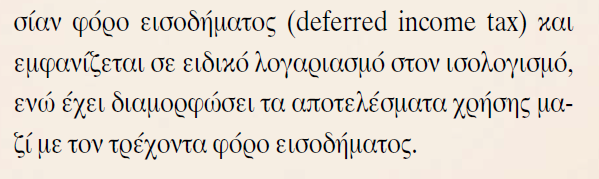 σίαν φόρο εισοδήματος (deferred income tax) και
εμφανίζεται σε ειδικό λογαριασμό στον ισολογισμό,
ενώ έχει διαμορφώσει τα αποτελέσματα χρήσης μα-
ζί με τον τρέχοντα φόρο εισοδήματος.